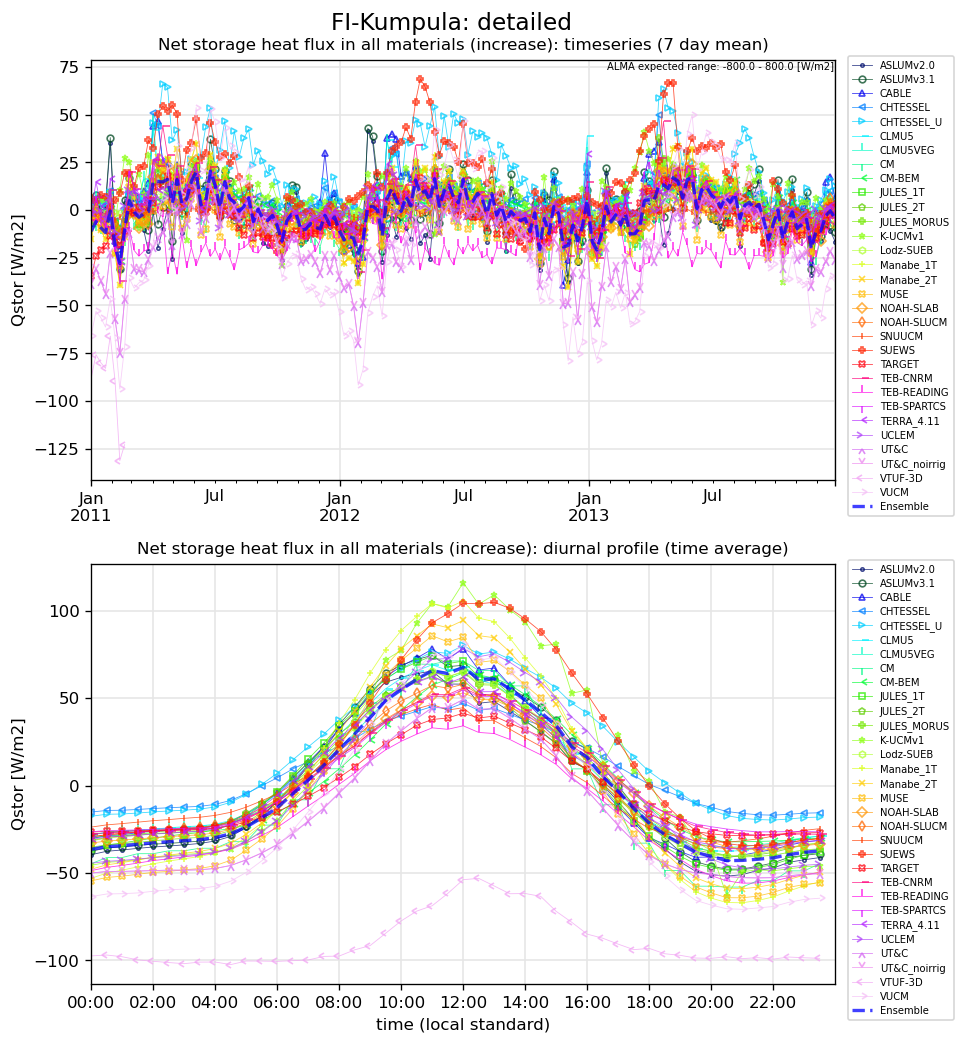 FI-Kumpula: detailed
Net storage heat flux in all materials (increase): timeseries (7 day mean)
ALMA expected range: -800.0 - 800.0 [W/m2]
Qstor [W/m2]
75
50
25
0
−25
−50
−75
−100
−125
Jan
2011
Jul
Jan
2012
Jul
Jan
2013
Jul
ASLUMv2.0
ASLUMv3.1
CABLE
CHTESSEL
CHTESSEL_U
CLMU5
CLMU5VEG
CM
CM-BEM
JULES_1T
JULES_2T
JULES_MORUS
K-UCMv1
Lodz-SUEB
Manabe_1T
Manabe_2T
MUSE
NOAH-SLAB
NOAH-SLUCM
SNUUCM
SUEWS
TARGET
TEB-CNRM
TEB-READING
TEB-SPARTCS
TERRA_4.11
UCLEM
UT&C
UT&C_noirrig
VTUF-3D
VUCM
Ensemble
Net storage heat flux in all materials (increase): diurnal profile (time average)
Qstor [W/m2]
100
50
0
−50
−100
00:00
02:00
04:00
06:00
08:00
10:00
12:00
14:00
16:00
18:00
20:00
22:00
time (local standard)
ASLUMv2.0
ASLUMv3.1
CABLE
CHTESSEL
CHTESSEL_U
CLMU5
CLMU5VEG
CM
CM-BEM
JULES_1T
JULES_2T
JULES_MORUS
K-UCMv1
Lodz-SUEB
Manabe_1T
Manabe_2T
MUSE
NOAH-SLAB
NOAH-SLUCM
SNUUCM
SUEWS
TARGET
TEB-CNRM
TEB-READING
TEB-SPARTCS
TERRA_4.11
UCLEM
UT&C
UT&C_noirrig
VTUF-3D
VUCM
Ensemble